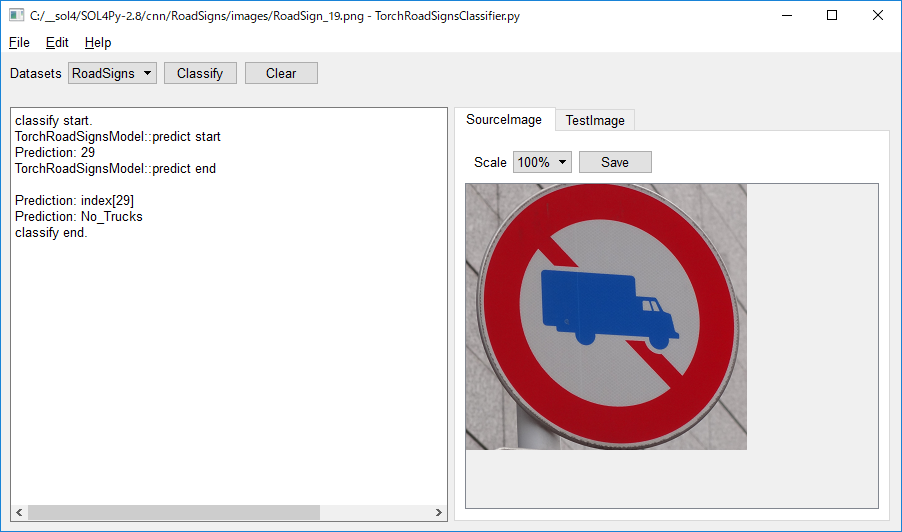 C:/__sol4/SOL4Py-2.8/cnn/RoadSigns/images/RoadSign_19.png - TorchRoadSignsClassifier.py
File Edit Help
Datasets RoadSigns Classify Clear
classify start.
TorchRoadSignsModel::predict start
Prediction: 29
TorchRoadSignsModel::predict end
Prediction: index[29]
Prediction: No_Trucks
classify end.
SourceImage TestImage
Scale 100% Save